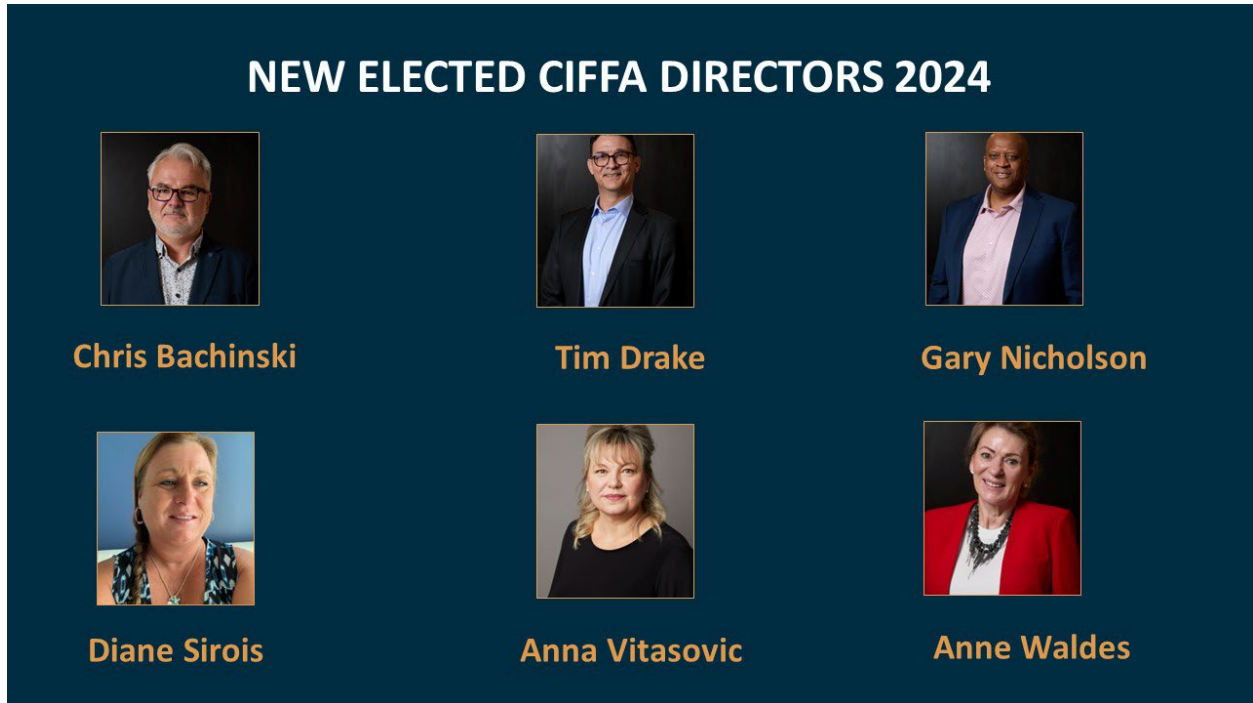 NEW ELECTED CIFFA DIRECTORS 2024
Chris Bachinski
Tim Drake
Gary Nicholson
Diane Sirois
Anna Vitasovic
Anne Waldes